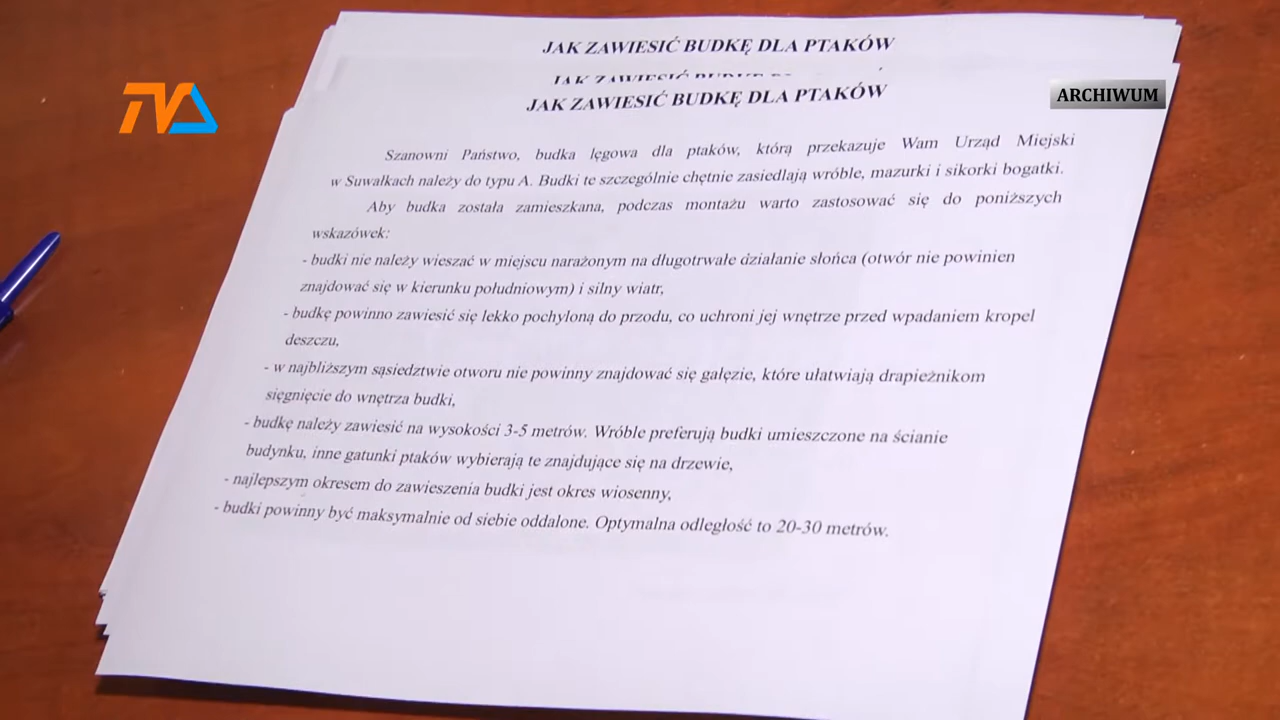 JAK ZAWIESIĆ BUDKĘ DLA PTAKÓW
JAK ZAWIESIĆ
JAK ZAWIESIĆ BUDKĘ DLA PTAKÓW
TVA
ARCHIWUM
Szanowni Państwo, budka lęgowa dla ptaków, którą przekazuje Wam Urząd Miejski
w Suwałkach należy do typu A. Budki te szczególnie chętnie zasiedlają wróble, mazurki i sikorki bogatki.
Aby budka została zamieszkana, podczas montażu warto zastosować się do poniższych
wskazówek:
- budki nie należy wieszać w miejscu narażonym na długotrwałe działanie słońca (otwór nie powinien
znajdować się w kierunku południowym) i silny wiatr,
- budkę powinno zawiesić się lekko pochyloną do przodu, co uchroni jej wnętrze przed wpadaniem kropel
deszczu,
- w najbliższym sąsiedztwie otworu nie powinny znajdować się gałęzie, które ułatwiają drapieżnikom
sięgnięcie do wnętrza budki,
- budkę należy zawiesić na wysokości 3-5 metrów. Wróble preferują budki umieszczone na ścianie
budynku, inne gatunki ptaków wybierają te znajdujące się na drzewie,
- najlepszym okresem do zawieszenia budki jest okres wiosenny,
- budki powinny być maksymalnie od siebie oddalone. Optymalna odległość to 20-30 metrów.